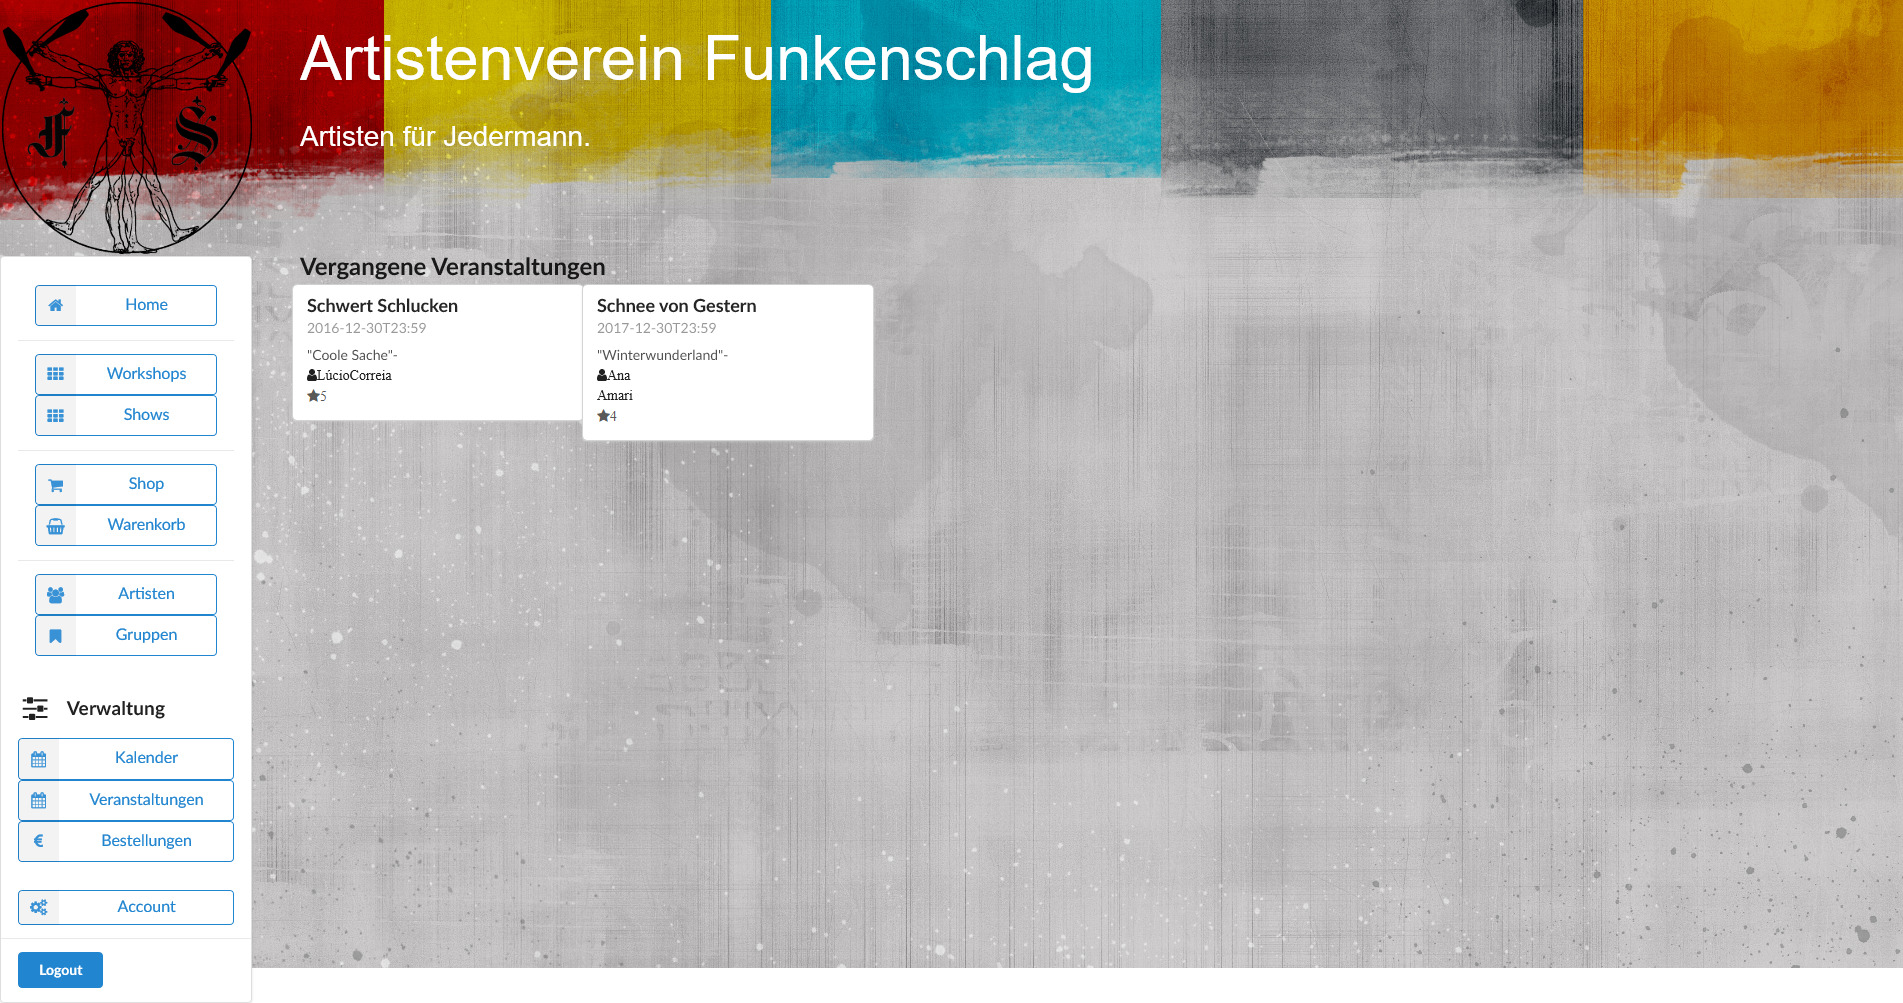 Artistenverein Funkenschlag
Artisten für Jedermann.
F S
Home
Workshops
Shows
Shop
Warenkorb
Artisten
Gruppen
Verwaltung
Kalender
Veranstaltungen
Bestellungen
Account
Logout
Vergangene Veranstaltungen
Schwert Schlucken
2016-12-30T23:59
"Coole Sache"-
LúcioCorreia
5
Schnee von Gestern
2017-12-30T23:59
"Winterwunderland"-
Ana
Amari
4